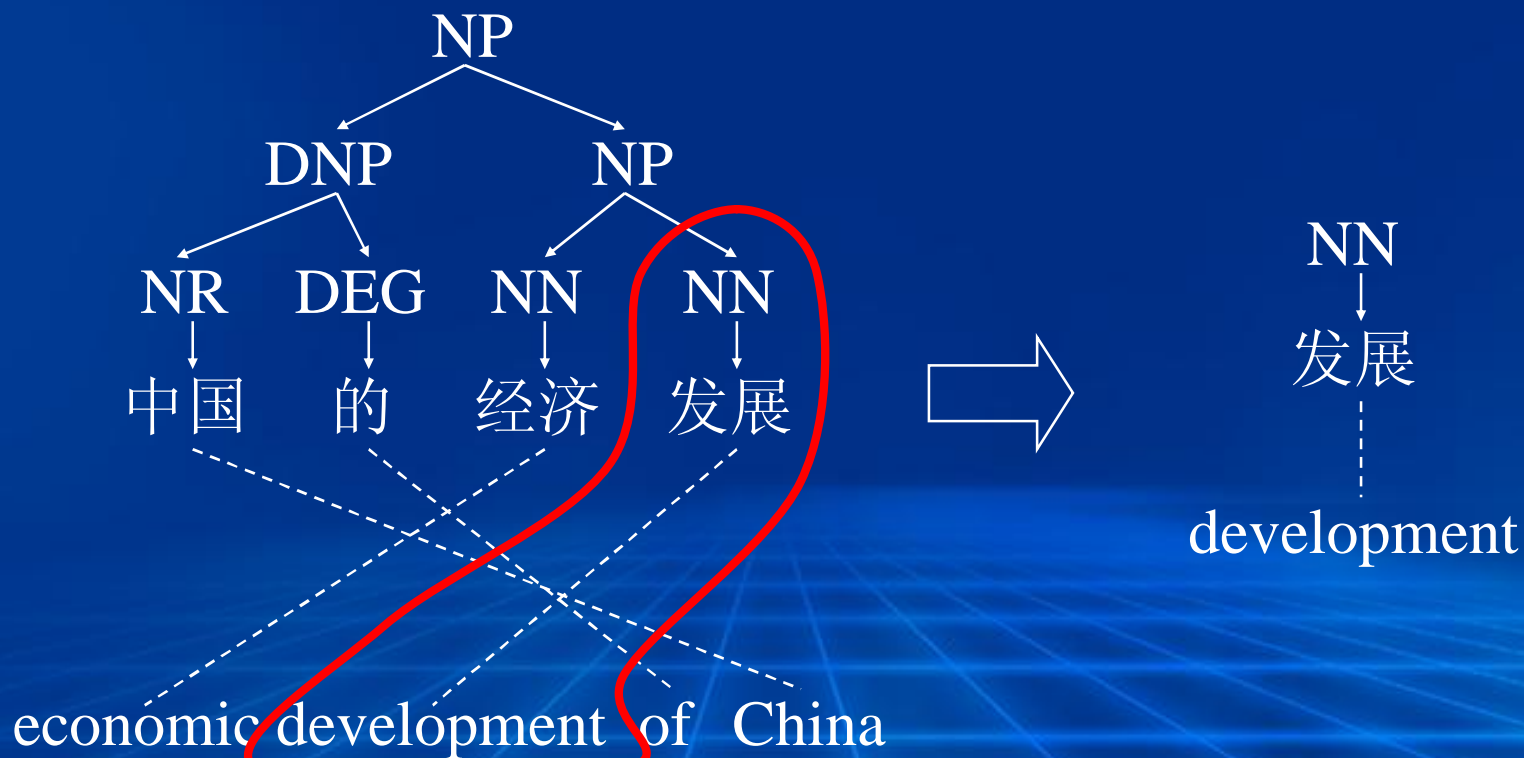 NP
DNP NP
NR DEG NN NN
中国 的 经济 发展
economic development of China
NN
发展
development